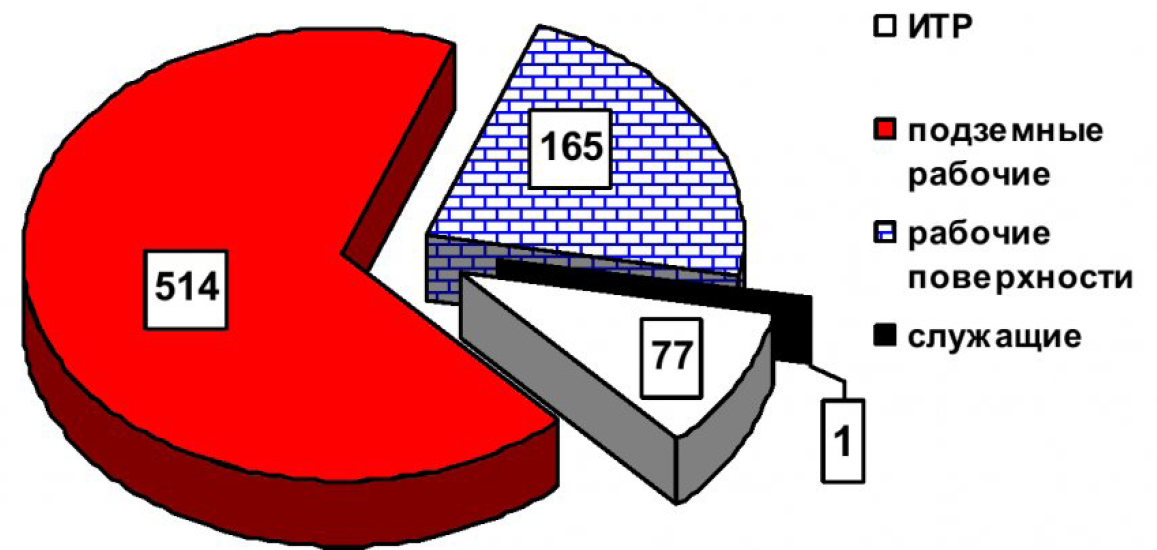 ИТР
подземные
рабочие
рабочие
поверхности
служащие
165
514
77
1